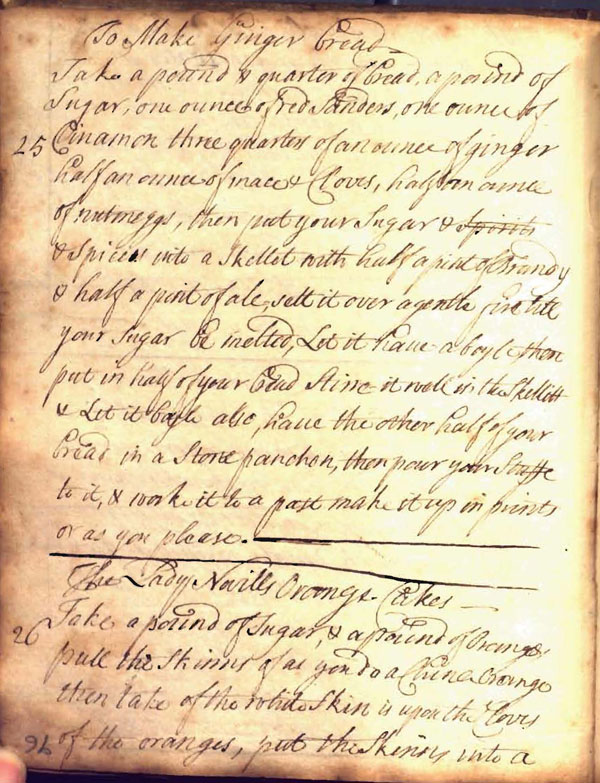 To Make Ginger Bread
Take a pound & quarter of bread, a pound of
Sugar, one ounce of red Sanders, one ounce of
25 Cinamon three quarters of an ounce of ginger
half an ounce of mace & Cloves, half an ounce
of nutmeggs, then put your Sugar & Spirits
& Spices into a Skellet with half a pint of Brandy
& half a pint of ale, sett it over a gentle fire till
your Sugar be melted, Let it have a boyle then
put in half of your bread Stirre it well in the Skellett
& Let it boyle also, have the other half of your
bread in a Stone panchon, then pour your Stuffe
to it, & work it to a past make it up in prints
or as you please.
The Lady Nevills Orange Cakes
26 Take a pound of Sugar, & a pound of Oranges
pull the Skinns of as you do a China Orange
then take of the white Skin is upon the Cloves
of the oranges, put the Skinns into a